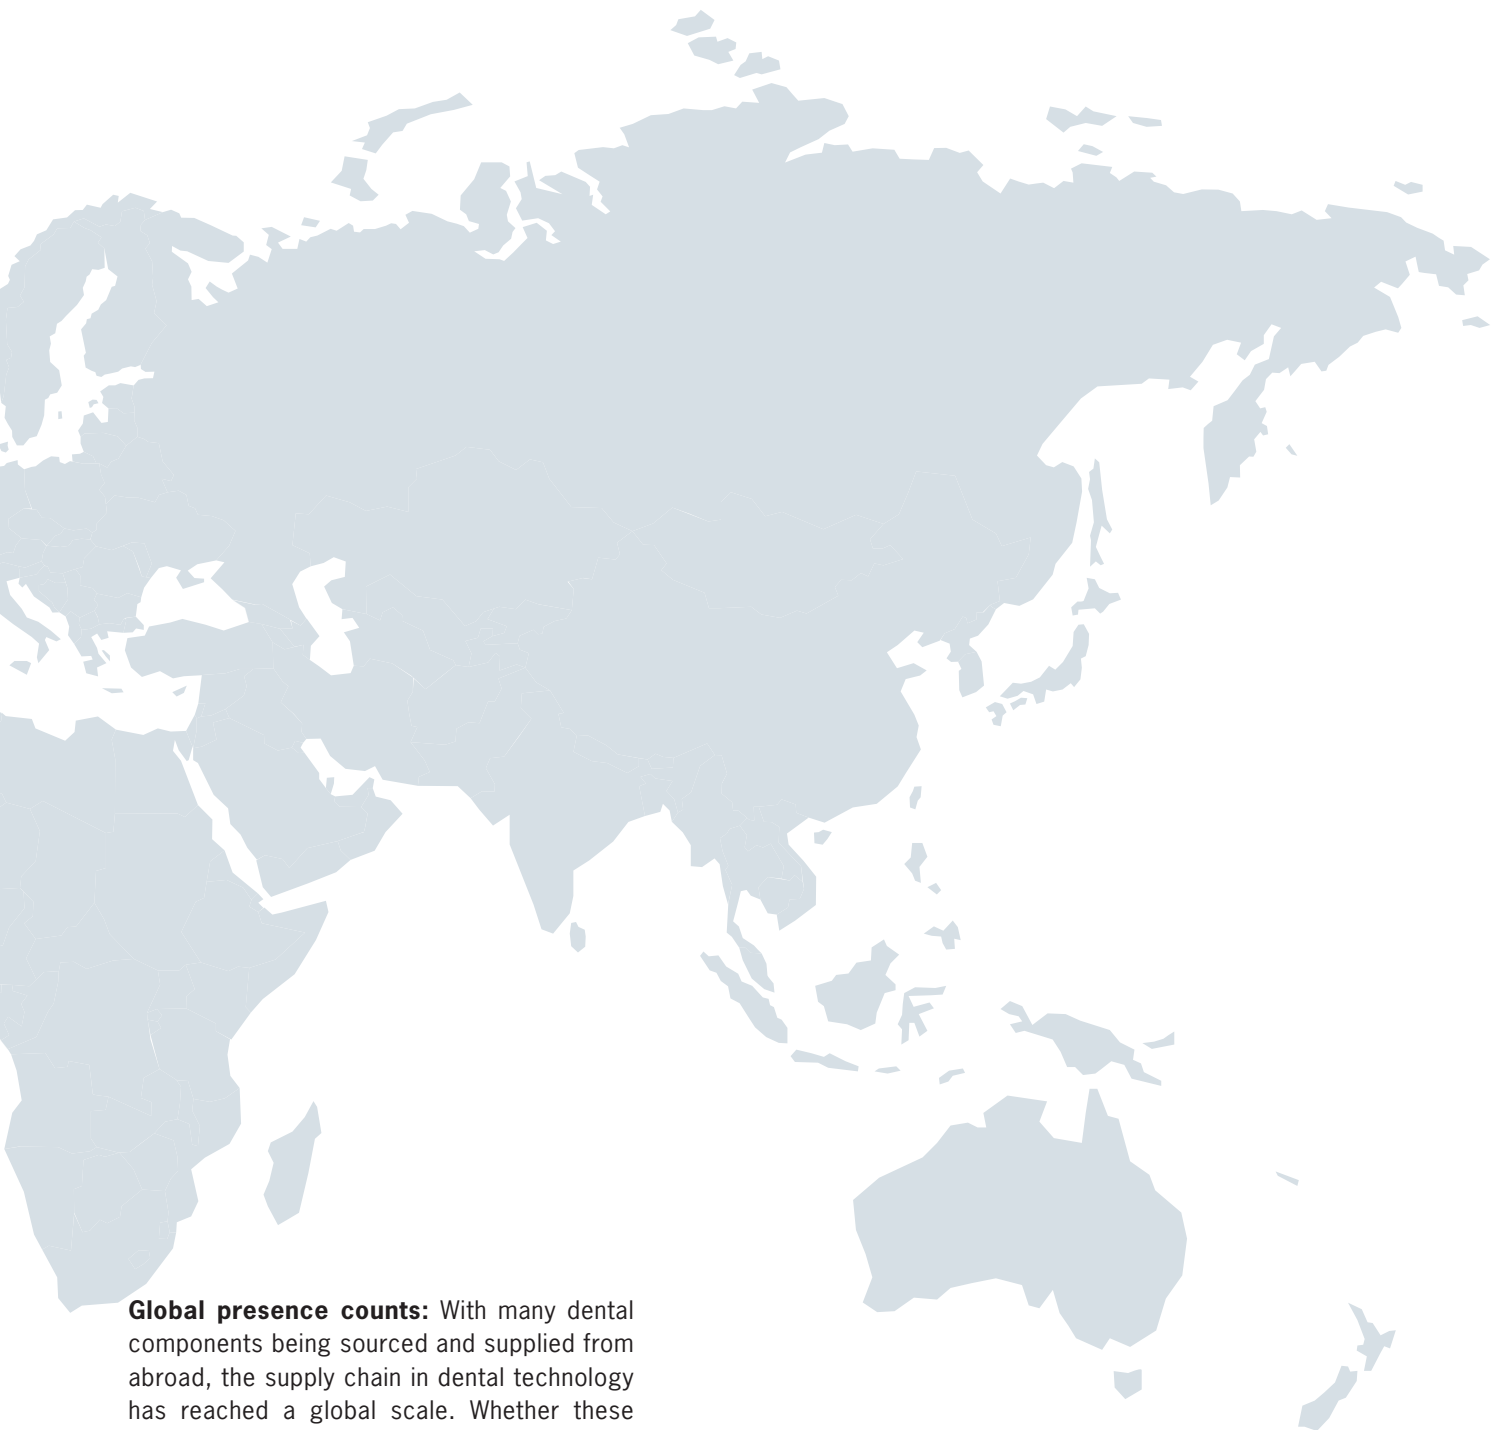 Global presence counts: With many dental
components being sourced and supplied from
abroad, the supply chain in dental technology
has reached a global scale. Whether these